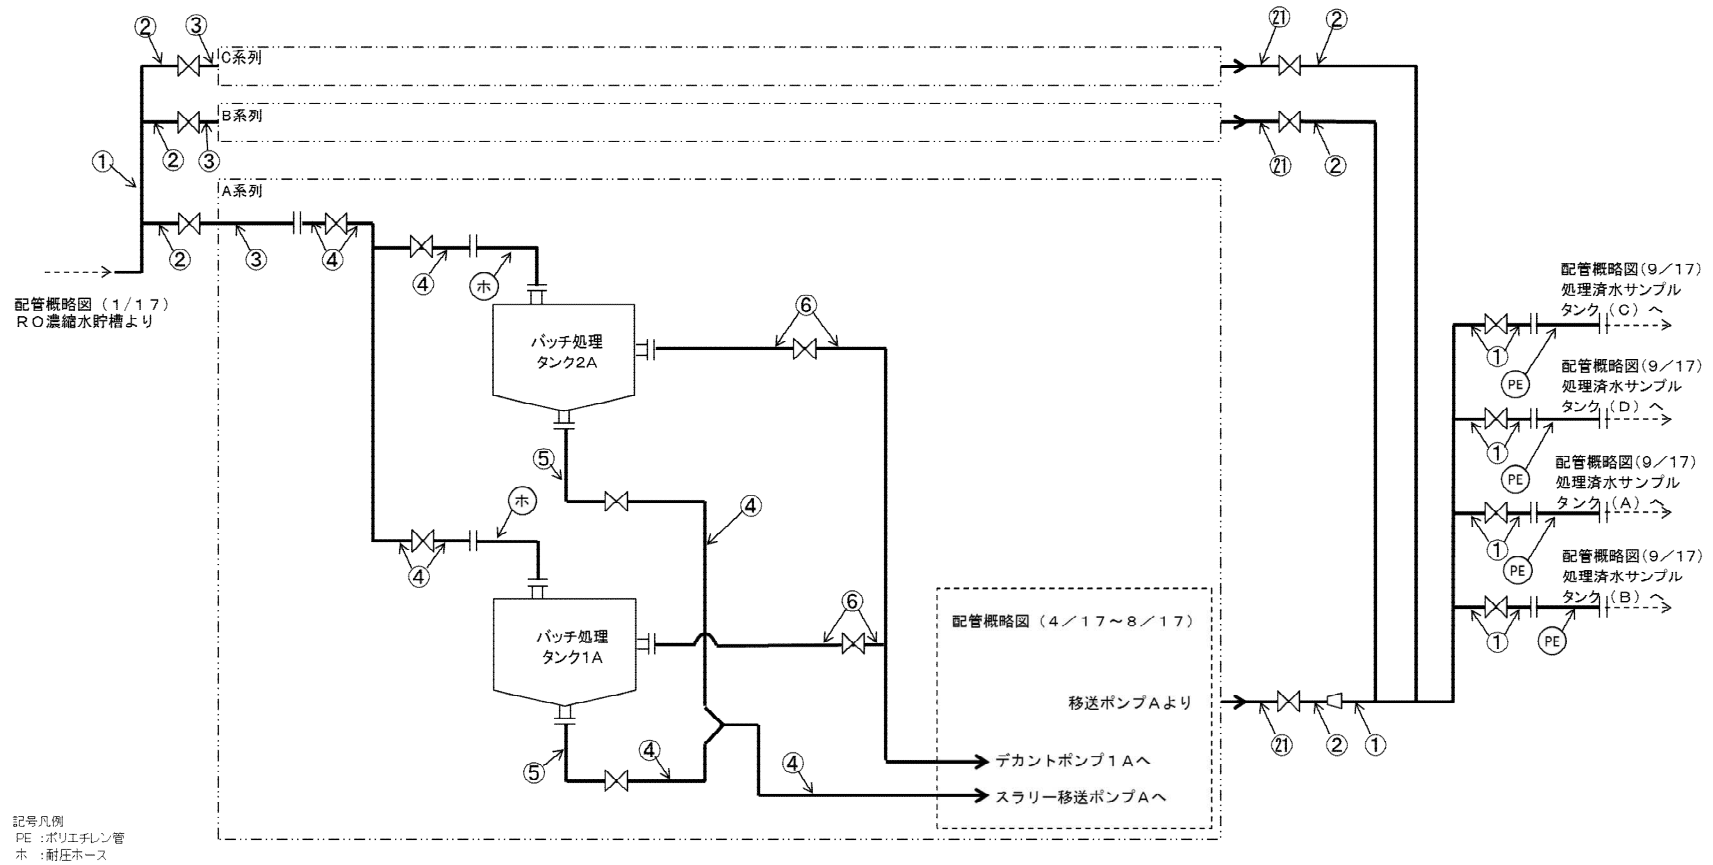 ② ③ ㉑ ②
C系列
B系列
② ③ ㉑ ②
①
A系列
② ③ ④ ④ ホ
配管概略図（１/１７）
ＲＯ濃縮水貯槽より
バッチ処理
タンク2A
⑥
⑤
ホ
④
④
バッチ処理
タンク1A
⑥
⑤
④
④
配管概略図（４／１７～８／１７）
移送ポンプＡより
デカントポンプ１Ａへ
スラリー移送ポンプＡへ
㉑ ② ①
配管概略図(９／１７)
処理済水サンプル
タンク（Ｃ）へ
①
PE
配管概略図(９／１７)
処理済水サンプル
タンク（Ｄ）へ
①
PE
配管概略図(９／１７)
処理済水サンプル
タンク（Ａ）へ
①
PE
配管概略図(９／１７)
処理済水サンプル
タンク（Ｂ）へ
①
PE
記号凡例
PE ：ポリエチレン管
ホ ：耐圧ホース